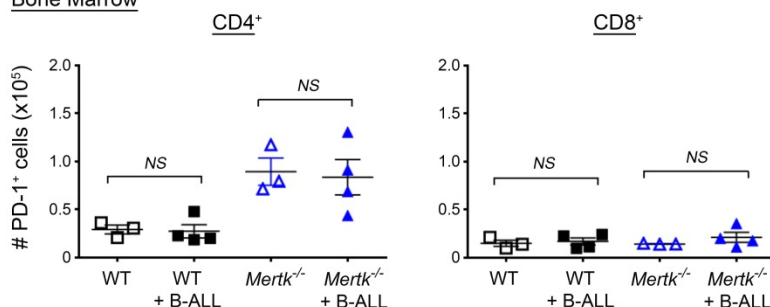 Bone Marrow
CD4+
CD8+
# PD-1+ cells (x10⁵)
2.0
1.5
1.0
0.5
0
NS
NS
WT
WT
+ B-ALL
Mertk-/-
Mertk-/-
+ B-ALL
2.0
1.5
1.0
0.5
0
NS
NS
WT
WT
+ B-ALL
Mertk-/-
Mertk-/-
+ B-ALL